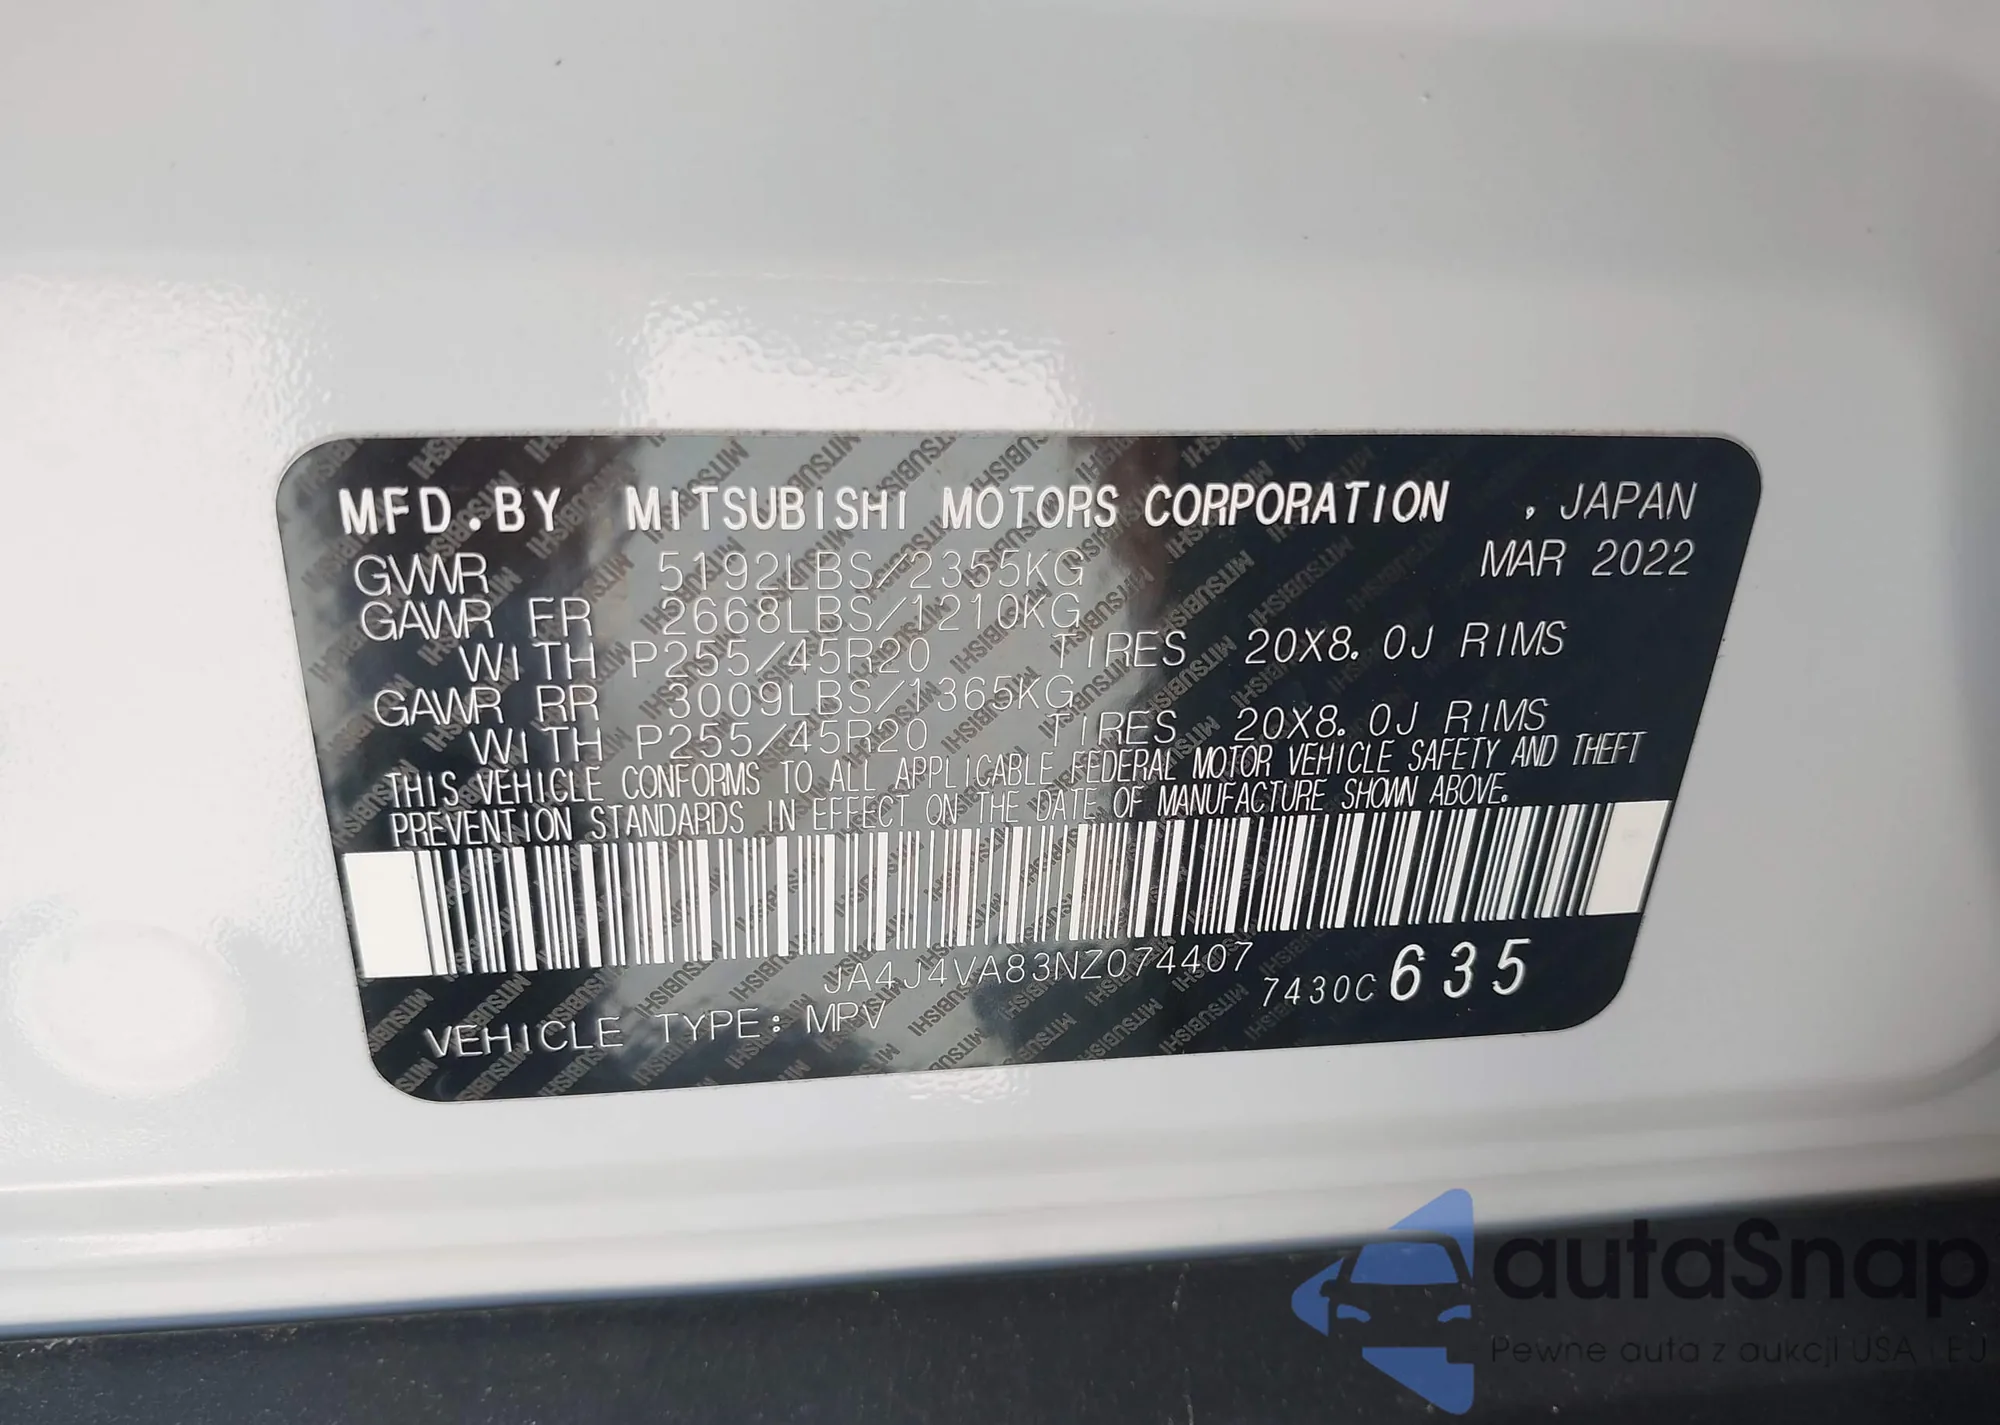 MFD.BY MITSUBISHI MOTORS CORPORATION , JAPAN
GVWR 5192LBS/2355KG MAR 2022
GAWR FR 2668LBS/1210KG
WITH P255/45R20 TIRES 20X8.0J RIMS
GAWR RR 3009LBS/1365KG
WITH P255/45R20 TIRES 20X8.0J RIMS
THIS VEHICLE CONFORMS TO ALL APPLICABLE FEDERAL MOTOR VEHICLE SAFETY AND THEFT
PREVENTION STANDARDS IN EFFECT ON THE DATE OF MANUFACTURE SHOWN ABOVE.
JA4J4VA83NZ074407 7430C 635
VEHICLE TYPE: MPV
autaSnap
Pewne auta z aukcji USA i EU